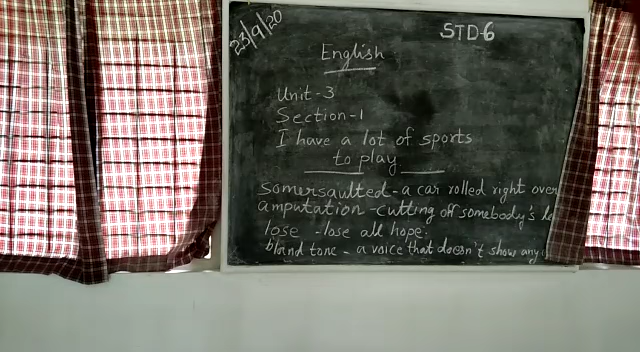 23/9/20
STD-6
English
Unit-3
Section-1
I have a lot of sports
to play
Somersaulted - a car rolled right over
amputation - cutting off somebody's
lose - lose all hope.
bland tone - a voice that doesn't show any